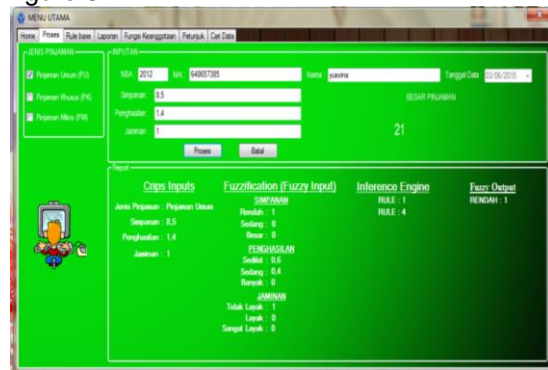 MENU UTAMA
Home Proses Rule base Laporan Fungsi Keanggotaan Petunjuk Cari Data
JENIS PINJAMAN
Pinjaman Umum (PU)
Pinjaman Khusus (PK)
Pinjaman Mikro (PM)
INPUTAN
NBA 2012 NIK 648657385 Nama yusvina Tanggal Data 03/06/2015
Simpanan 8,5
Penghasilan 1,4
Jaminan 1
BESAR PINJAMAN
21
Proses Batal
Report
Crips Inputs
Jenis Pinjaman : Pinjaman Umum
Simpanan : 8,5
Penghasilan : 1,4
Jaminan : 1
Fuzzification (Fuzzy Input)
SIMPANAN
Rendah : 1
Sedang : 0
Besar : 0
PENGHASILAN
Sedikit : 0,6
Sedang : 0,4
Banyak : 0
JAMINAN
Tidak Layak : 1
Layak : 0
Sangat Layak : 0
Inference Engine
RULE : 1
RULE : 4
Fuzzy Output
RENDAH : 1